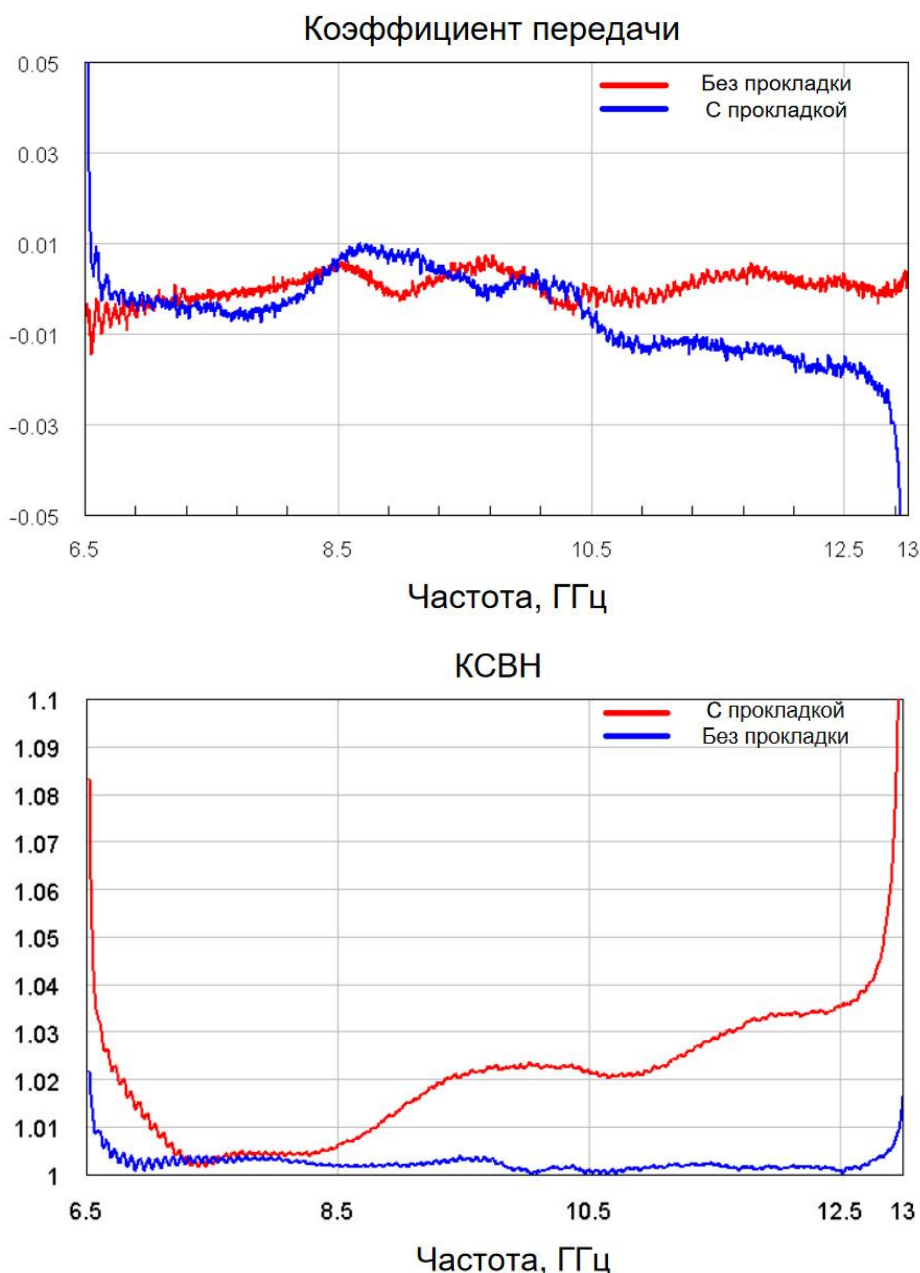 Коэффициент передачи
0.05
Без прокладки
С прокладкой
0.03
0.01
-0.01
-0.03
-0.05
6.5 8.5 10.5 12.5 13
Частота, ГГц
КСВН
1.1
С прокладкой
1.09
Без прокладки
1.08
1.07
1.06
1.05
1.04
1.03
1.02
1.01
1
6.5 8.5 10.5 12.5 13
Частота, ГГц